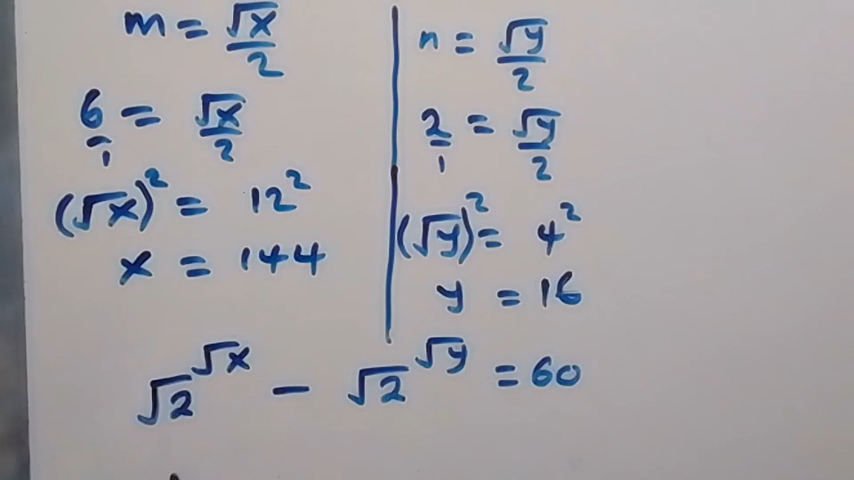 m = √x/2
6/1 = √x/2
(√x)² = 12²
x = 144
n = √y/2
2/1 = √y/2
(√y)² = 4²
y = 16
√2^√x − √2^√y = 60